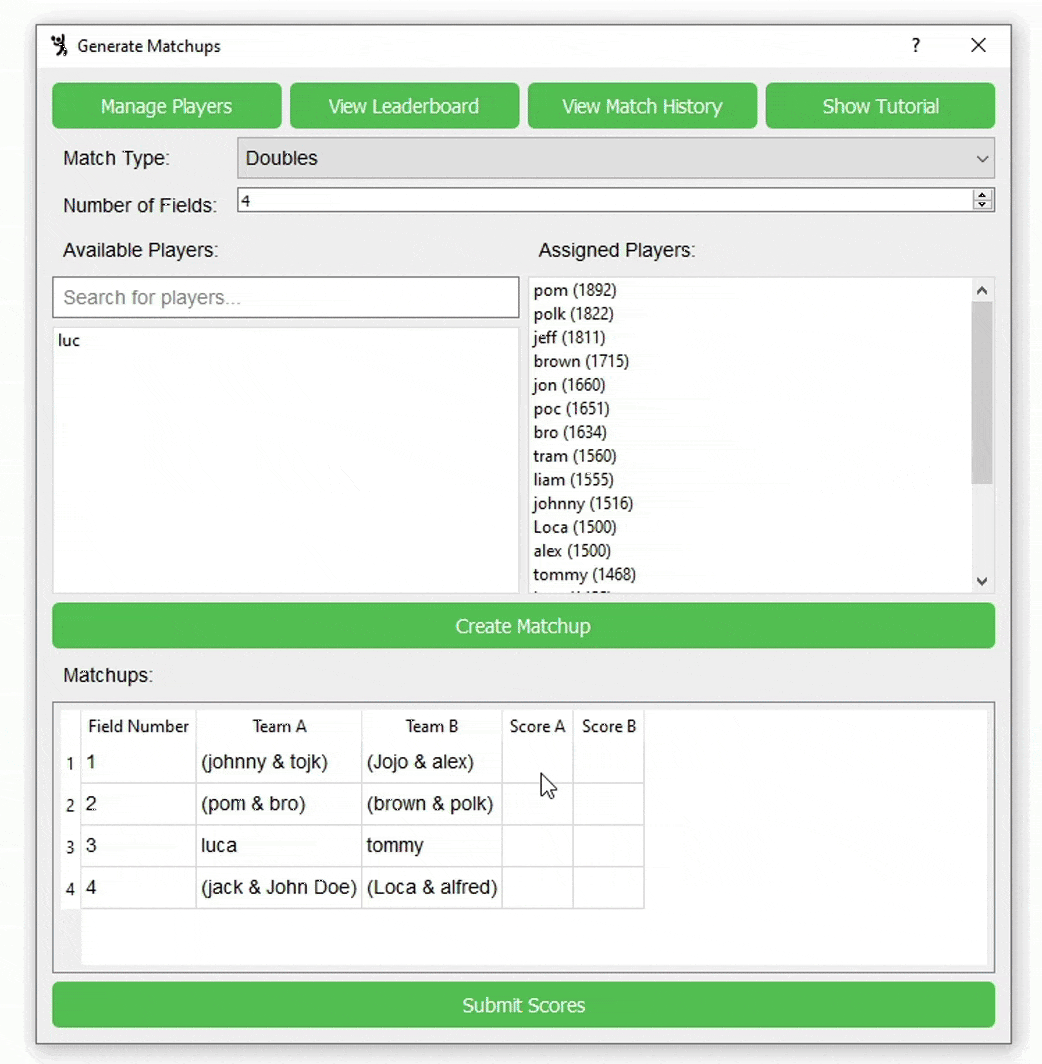 Generate Matchups ?
Manage Players View Leaderboard View Match History Show Tutorial
Match Type: Doubles
Number of Fields: 4
Available Players: Assigned Players:
Search for players...
luc
pom (1892)
polk (1822)
jeff (1811)
brown (1715)
jon (1660)
poc (1651)
bro (1634)
tram (1560)
liam (1555)
johnny (1516)
Loca (1500)
alex (1500)
tommy (1468)
Create Matchup
Matchups:
Field Number Team A Team B Score A Score B
1 1 (johnny & tojk) (Jojo & alex)
2 2 (pom & bro) (brown & polk)
3 3 luca tommy
4 4 (jack & John Doe) (Loca & alfred)
Submit Scores